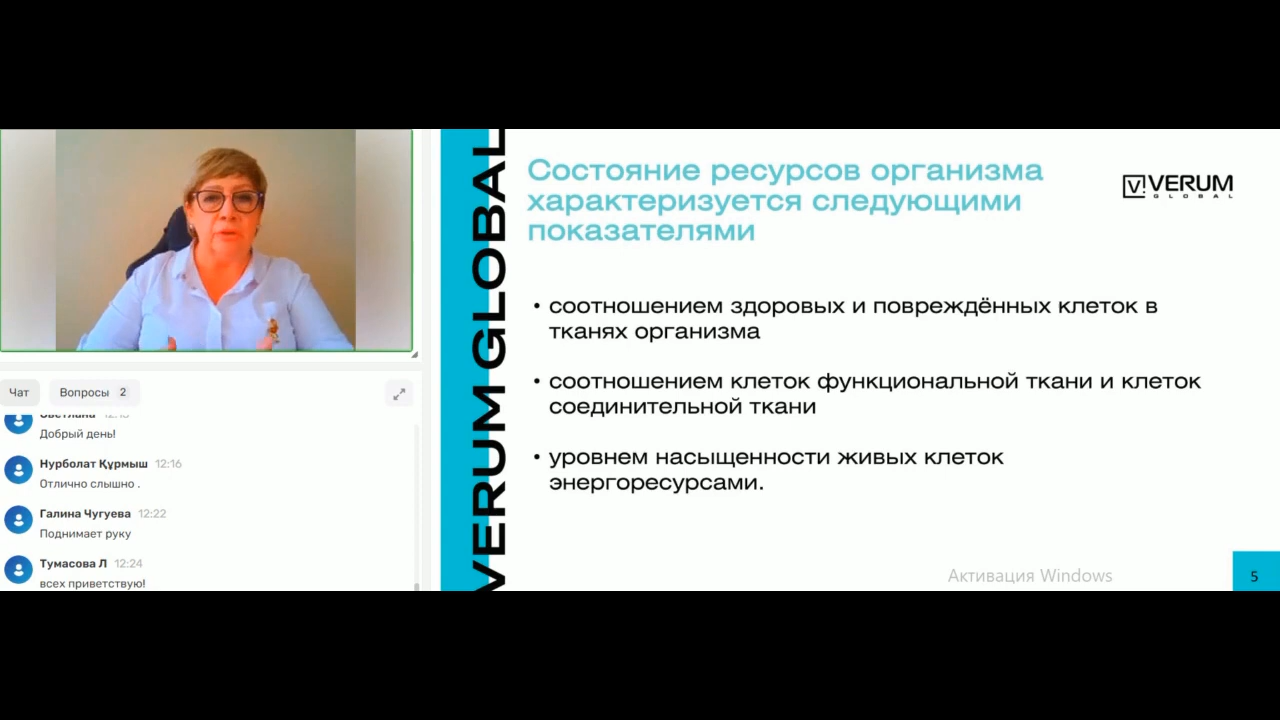 Чат
Вопросы 2
Светлана
Добрый день!
Нурболат Құрмыш 12:16
Отлично слышно .
Галина Чугуева 12:22
Поднимает руку
Тумасова Л 12:24
всех приветствую!
VERUM GLOBAL
Состояние ресурсов организма
характеризуется следующими
показателями
VERUM
GLOBAL
• соотношением здоровых и повреждённых клеток в
тканях организма
• соотношением клеток функциональной ткани и клеток
соединительной ткани
• уровнем насыщенности живых клеток
энергоресурсами.
Активация Windows
5